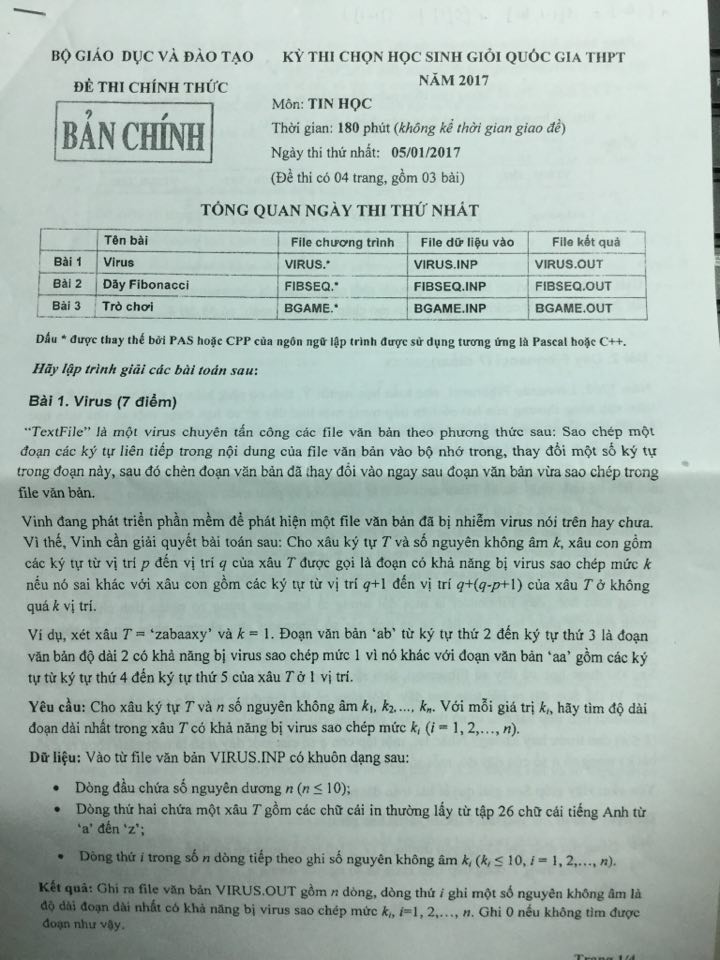 BỘ GIÁO DỤC VÀ ĐÀO TẠO
KỲ THI CHỌN HỌC SINH GIỎI QUỐC GIA THPT
NĂM 2017
ĐỀ THI CHÍNH THỨC
BẢN CHÍNH
Môn: TIN HỌC
Thời gian: 180 phút (không kể thời gian giao đề)
Ngày thi thứ nhất: 05/01/2017
(Đề thi có 04 trang, gồm 03 bài)
TỔNG QUAN NGÀY THI THỨ NHẤT
Tên bài File chương trình File dữ liệu vào File kết quả
Bài 1 Virus VIRUS.* VIRUS.INP VIRUS.OUT
Bài 2 Dãy Fibonacci FIBSEQ.* FIBSEQ.INP FIBSEQ.OUT
Bài 3 Trò chơi BGAME.* BGAME.INP BGAME.OUT
Dấu * được thay thế bởi PAS hoặc CPP của ngôn ngữ lập trình được sử dụng tương ứng là Pascal hoặc C++.
Hãy lập trình giải các bài toán sau:
Bài 1. Virus (7 điểm)
“TextFile” là một virus chuyên tấn công các file văn bản theo phương thức sau: Sao chép một
đoạn các ký tự liên tiếp trong nội dung của file văn bản vào bộ nhớ trong, thay đổi một số ký tự
trong đoạn này, sau đó chèn đoạn văn bản đã thay đổi vào ngay sau đoạn văn bản vừa sao chép trong
file văn bản.
Vinh đang phát triển phần mềm để phát hiện một file văn bản đã bị nhiễm virus nói trên hay chưa.
Vì thế, Vinh cần giải quyết bài toán sau: Cho xâu ký tự T và số nguyên không âm k, xâu con gồm
các ký tự từ vị trí p đến vị trí q của xâu T được gọi là đoạn có khả năng bị virus sao chép mức k
nếu nó sai khác với xâu con gồm các ký tự từ vị trí q+1 đến vị trí q+(q-p+1) của xâu T ở không
quá k vị trí.
Ví dụ, xét xâu T = ‘zabaaxy’ và k = 1. Đoạn văn bản ‘ab’ từ ký tự thứ 2 đến ký tự thứ 3 là đoạn
văn bản độ dài 2 có khả năng bị virus sao chép mức 1 vì nó khác với đoạn văn bản ‘aa’ gồm các ký
tự từ ký tự thứ 4 đến ký tự thứ 5 của xâu T ở 1 vị trí.
Yêu cầu: Cho xâu ký tự T và n số nguyên không âm k₁, k₂,..., kₙ. Với mỗi giá trị kᵢ, hãy tìm độ dài
đoạn dài nhất trong xâu T có khả năng bị virus sao chép mức kᵢ (i = 1, 2,..., n).
Dữ liệu: Vào từ file văn bản VIRUS.INP có khuôn dạng sau:
• Dòng đầu chứa số nguyên dương n (n ≤ 10);
• Dòng thứ hai chứa một xâu T gồm các chữ cái in thường lấy từ tập 26 chữ cái tiếng Anh từ
‘a’ đến ‘z’;
• Dòng thứ i trong số n dòng tiếp theo ghi số nguyên không âm kᵢ (kᵢ ≤ 10, i = 1, 2,..., n).
Kết quả: Ghi ra file văn bản VIRUS.OUT gồm n dòng, dòng thứ i ghi một số nguyên không âm là
độ dài đoạn dài nhất có khả năng bị virus sao chép mức kᵢ, i=1, 2,..., n. Ghi 0 nếu không tìm được
đoạn như vậy.
Trang 1/4